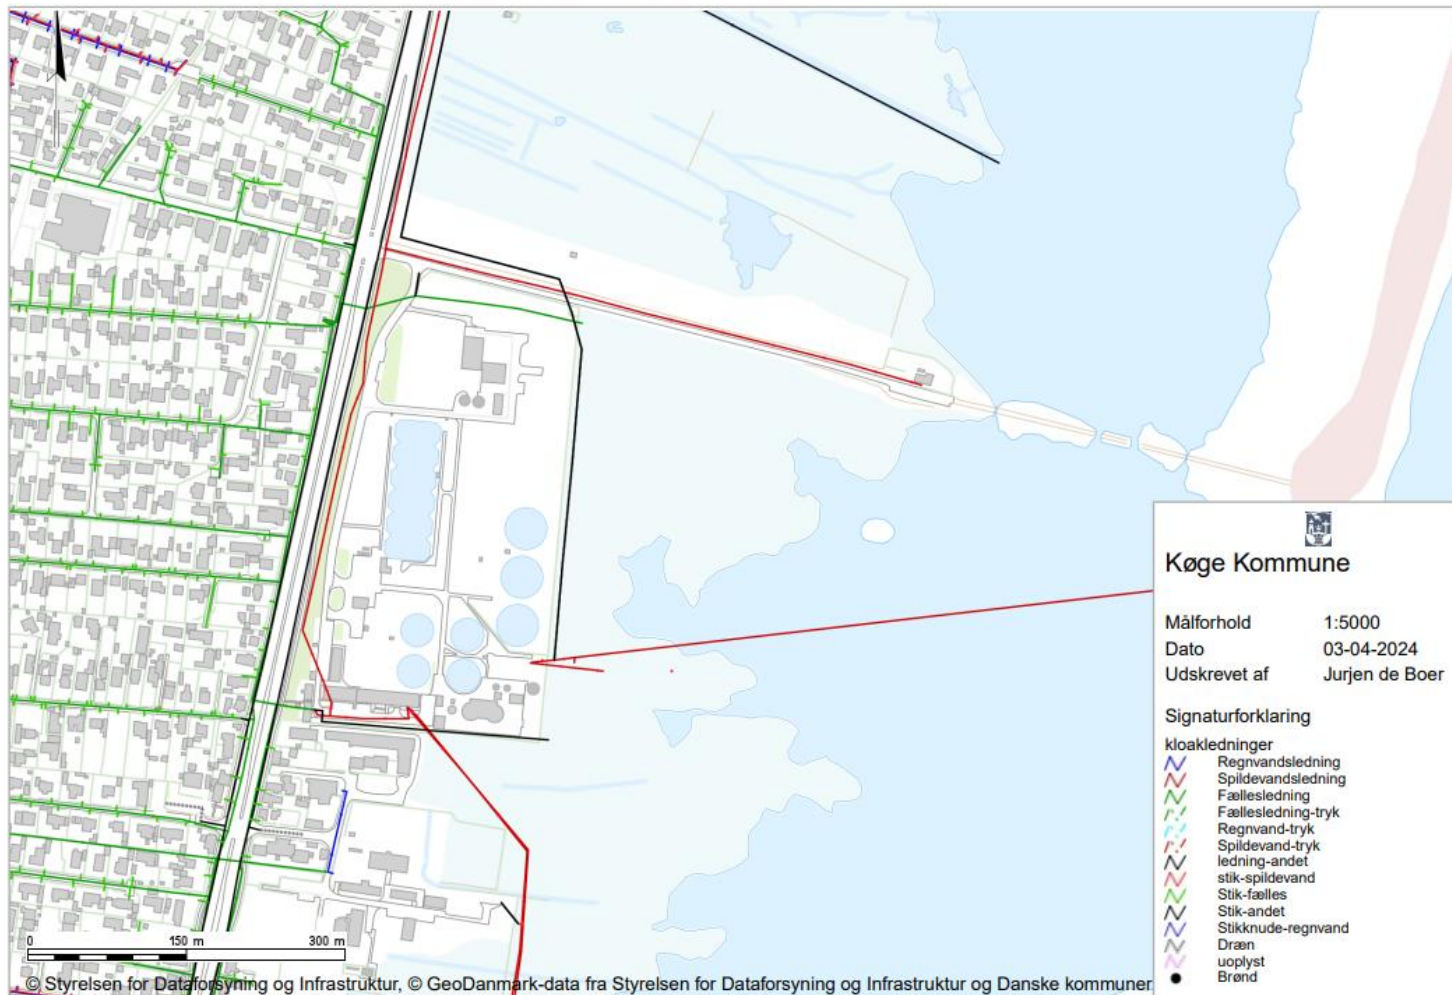 Køge Kommune
Målforhold 1:5000
Dato 03-04-2024
Udskrevet af Jurjen de Boer
Signaturforklaring
kloakledninger
Regnvandsledning
Spildevandsledning
Fællesledning
Fællesledning-tryk
Regnvand-tryk
Spildevand-tryk
ledning-andet
stik-spildevand
Stik-fælles
Stik-andet
Stikknude-regnvand
Dræn
uoplyst
Brønd
0 150 m 300 m
© Styrelsen for Dataforsyning og Infrastruktur, © GeoDanmark-data fra Styrelsen for Dataforsyning og Infrastruktur og Danske kommuner